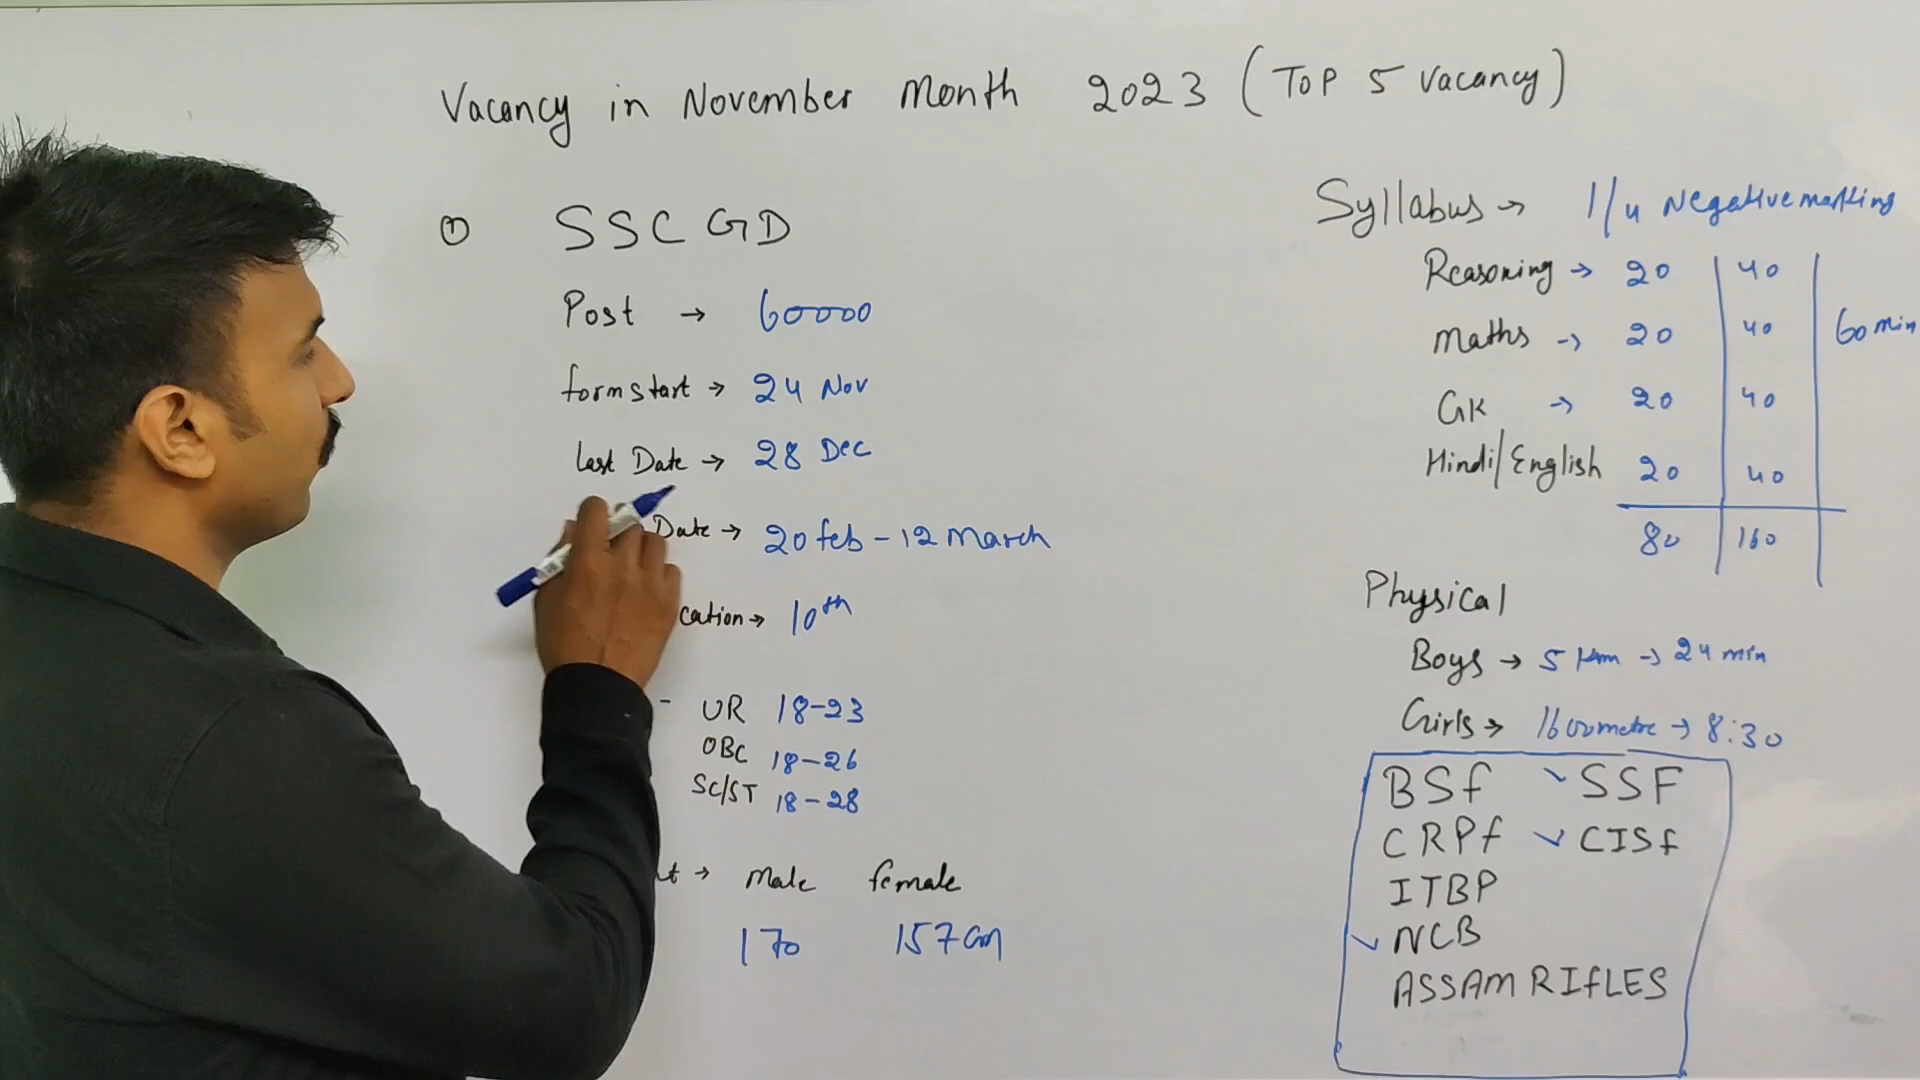 Vacancy in November Month 2023 (Top 5 Vacancy)
① SSC GD
Post → 60000
form start → 24 Nov
last Date → 28 Dec
Date → 20 feb - 12 March
cation → 10th
- UR 18-23
OBC 18-26
SC/ST 18-28
t → Male female
170 157 cm
Syllabus → 1/4 Negative marking
Reasoning → 20 40
Maths → 20 40 60 min
GK → 20 40
Hindi/English 20 40
80 160
Physical
Boys → 5 Km → 24 min
Girls → 1600 metre → 8:30
BSf ✓ SSF
CRPf ✓ CISf
ITBP
✓ NCB
ASSAM RIfLES